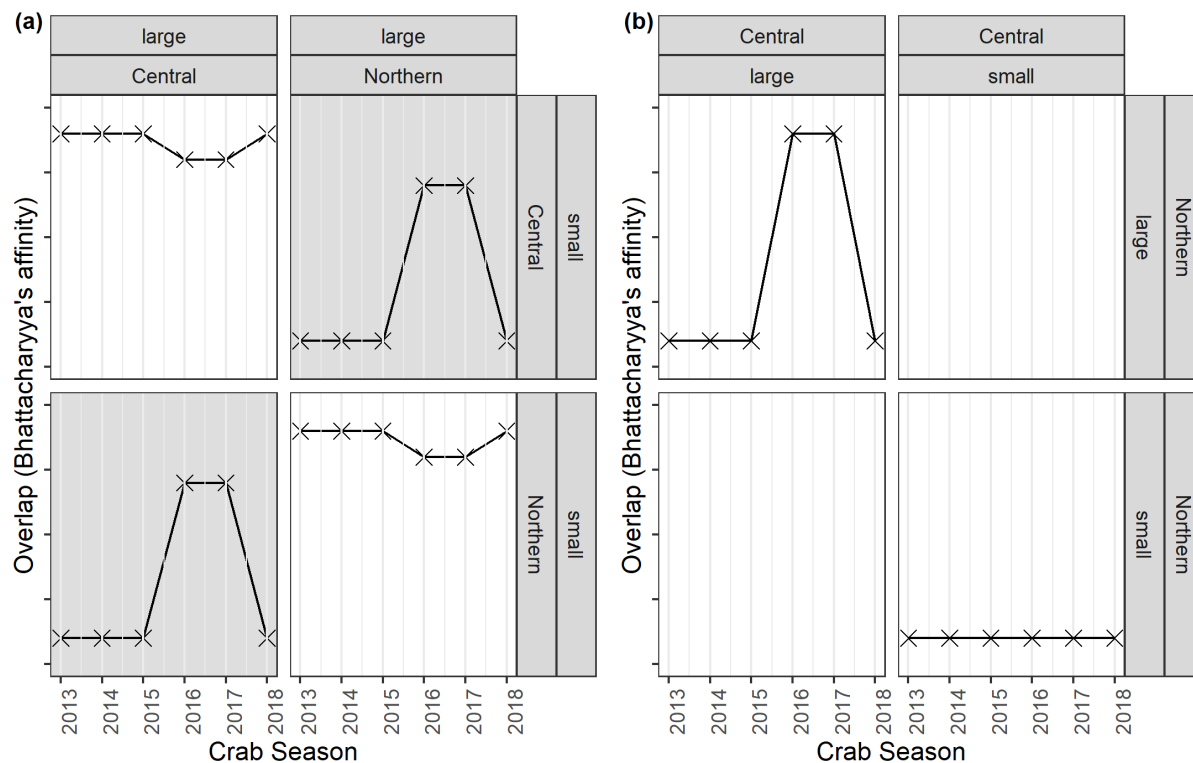 (a)
large
large
Central
Northern
Central
small
Northern
small
Overlap (Bhattacharyya's affinity)
2013
2014
2015
2016
2017
2018
2013
2014
2015
2016
2017
2018
Crab Season
(b)
Central
Central
large
small
large
Northern
small
Northern
Overlap (Bhattacharyya's affinity)
2013
2014
2015
2016
2017
2018
2013
2014
2015
2016
2017
2018
Crab Season